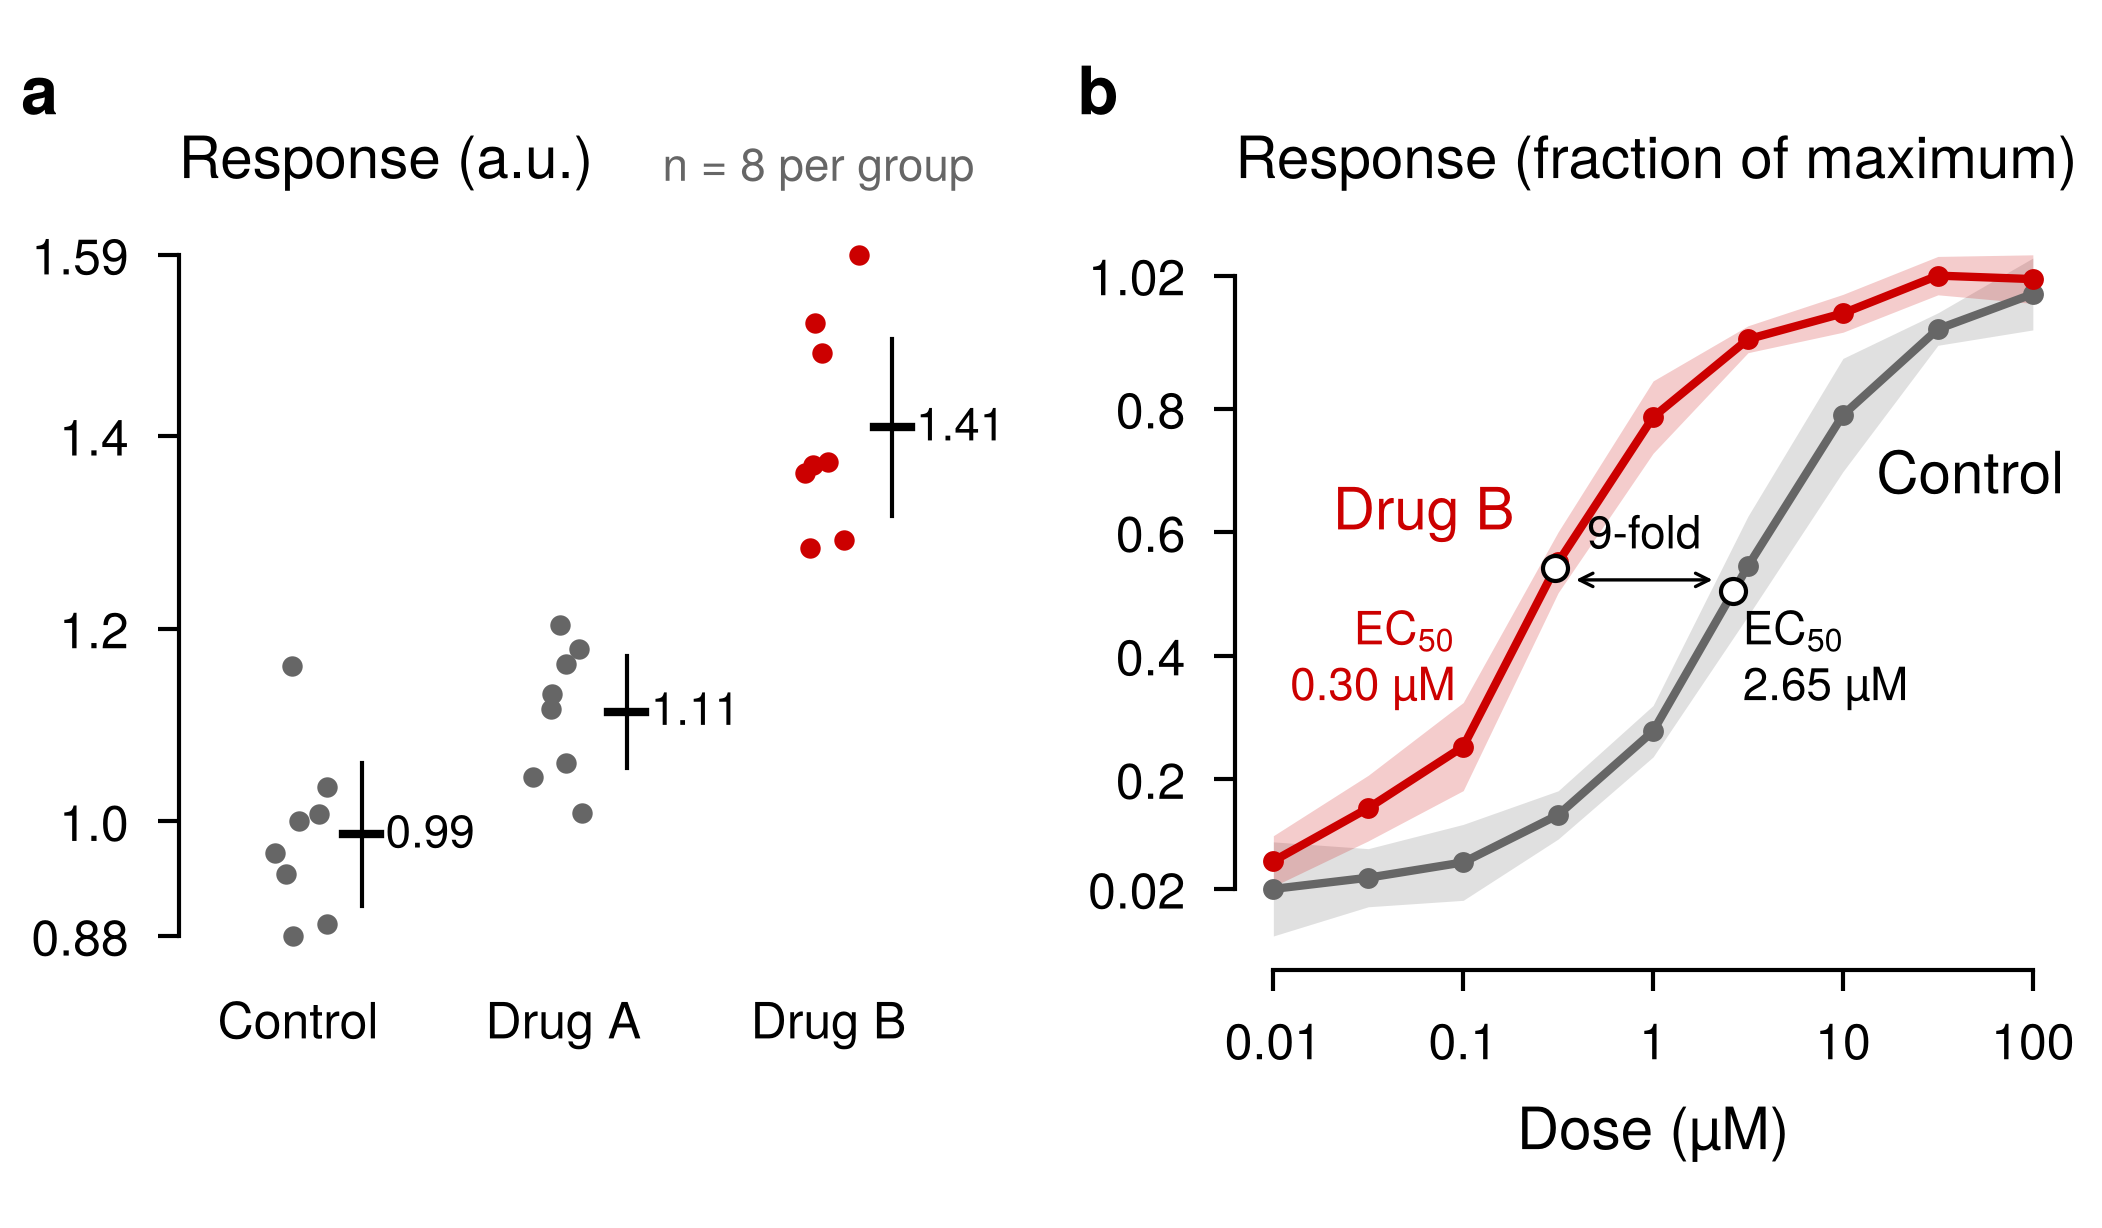 a
Response (a.u.) n = 8 per group
1.59
1.4
1.2
1.0
0.88
1.41
1.11
0.99
Control Drug A Drug B
b
Response (fraction of maximum)
1.02
0.8
0.6
0.4
0.2
0.02
Control
Drug B
9-fold
EC50
0.30 µM
EC50
2.65 µM
0.01 0.1 1 10 100
Dose (µM)